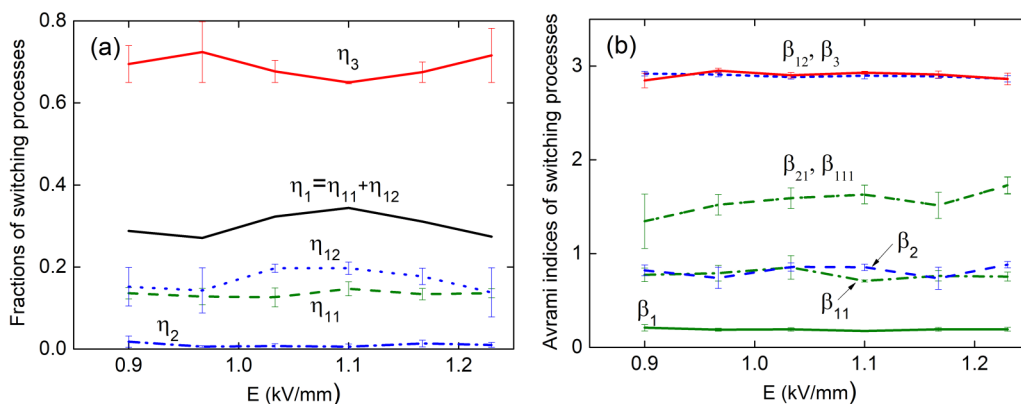 (a)
η3
η1=η11+η12
η12
η11
η2
0.8
0.6
0.4
0.2
0.0
Fractions of switching processes
0.9 1.0 1.1 1.2
E (kV/mm)
(b)
β12, β3
β21, β111
β2
β11
β1
3
2
1
0
Avrami indices of switching processes
0.9 1.0 1.1 1.2
E (kV/mm)